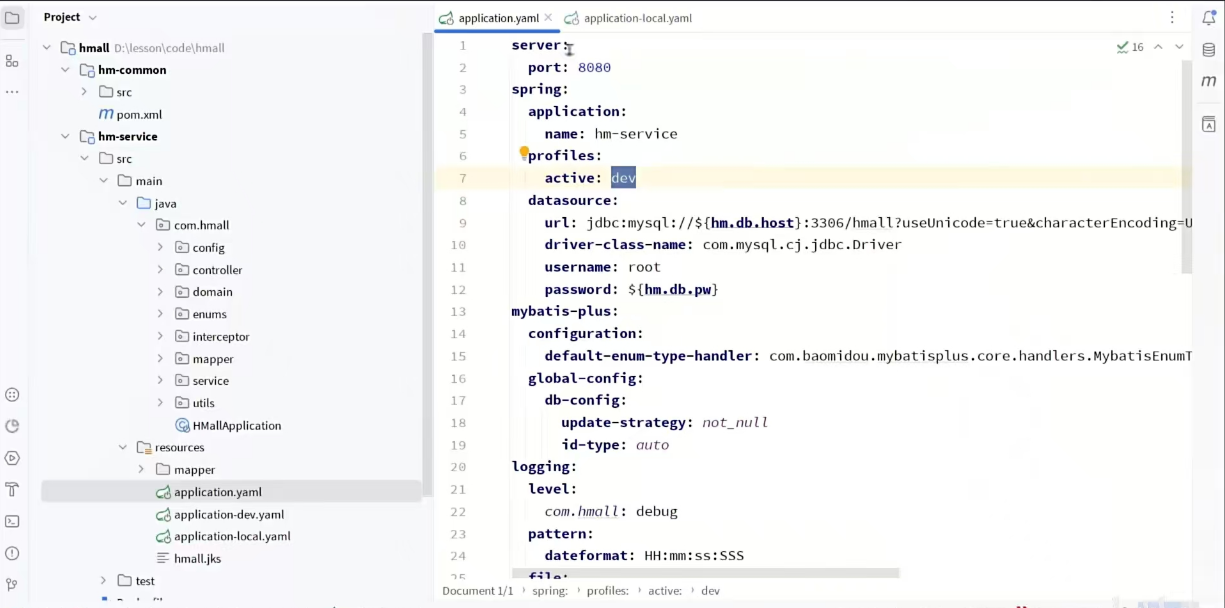 Project
application.yaml
application-local.yaml
hmall D:\lesson\code\hmall
hm-common
src
pom.xml
hm-service
src
main
java
com.hmall
config
controller
domain
enums
interceptor
mapper
service
utils
HMallApplication
resources
mapper
application.yaml
application-dev.yaml
application-local.yaml
hmall.jks
test
16
1 server:
2 port: 8080
3 spring:
4 application:
5 name: hm-service
6 profiles:
7 active: dev
8 datasource:
9 url: jdbc:mysql://${hm.db.host}:3306/hmall?useUnicode=true&characterEncoding=U
10 driver-class-name: com.mysql.cj.jdbc.Driver
11 username: root
12 password: ${hm.db.pw}
13 mybatis-plus:
14 configuration:
15 default-enum-type-handler: com.baomidou.mybatisplus.core.handlers.MybatisEnumT
16 global-config:
17 db-config:
18 update-strategy: not_null
19 id-type: auto
20 logging:
21 level:
22 com.hmall: debug
23 pattern:
24 dateformat: HH:mm:ss:SSS
25 file:
Document 1/1 › spring: › profiles: › active: › dev